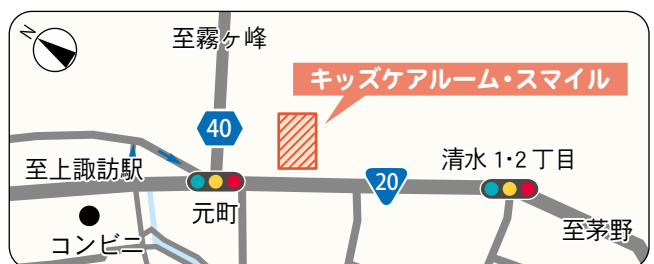 N
至霧ヶ峰
キッズケアルーム・スマイル
40
清水1・2丁目
至上諏訪駅
20
元町
至茅野
コンビニ